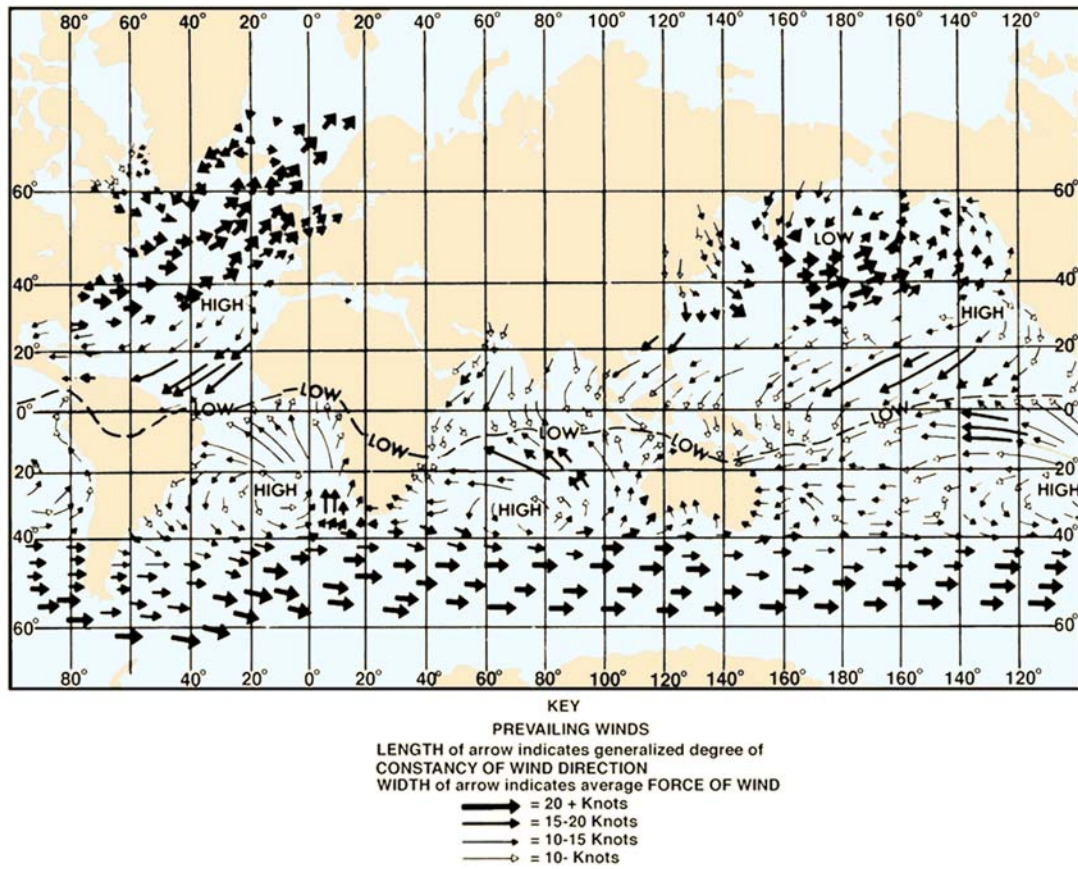 80° 60° 40° 20° 0° 20° 40° 60° 80° 100° 120° 140° 160° 180° 160° 140° 120°
60° 60°
LOW
40° 40°
HIGH HIGH
20° 20°
LOW LOW LOW
0° 0°
LOW LOW LOW
20° 20°
HIGH (HIGH HIGH
40° 40°
60° 60°
80° 60° 40° 20° 0° 20° 40° 60° 80° 100° 120° 140° 160° 180° 160° 140° 120°
KEY
PREVAILING WINDS
LENGTH of arrow indicates generalized degree of
CONSTANCY OF WIND DIRECTION
WIDTH of arrow indicates average FORCE OF WIND
= 20 + Knots
= 15-20 Knots
= 10-15 Knots
= 10- Knots